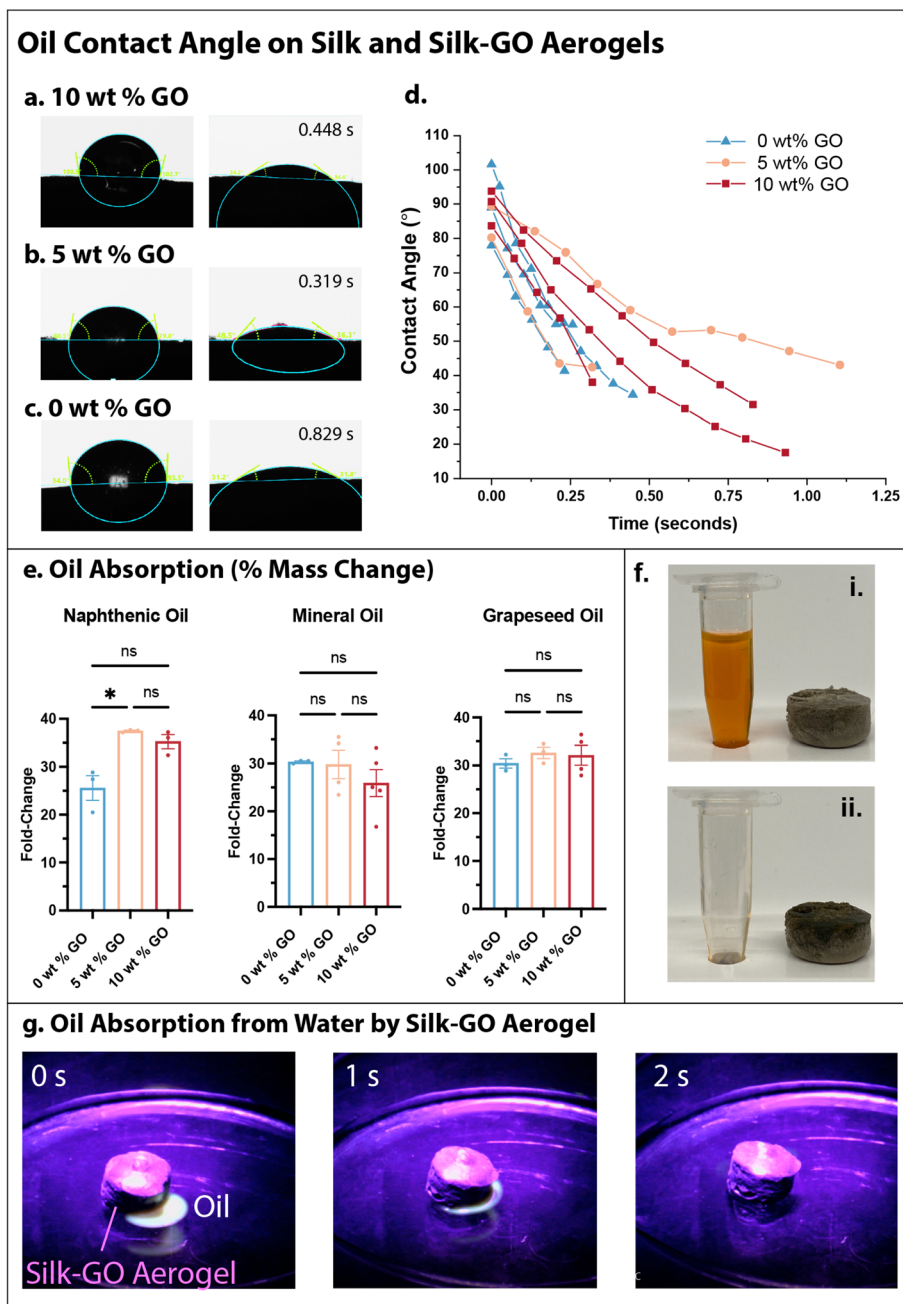 Oil Contact Angle on Silk and Silk-GO Aerogels
a. 10 wt % GO
0.448 s
b. 5 wt % GO
0.319 s
c. 0 wt % GO
0.829 s
d.
110
100
90
80
70
60
50
40
30
20
10
Contact Angle (°)
0 wt% GO
5 wt% GO
10 wt% GO
0.00
0.25
0.50
0.75
1.00
1.25
Time (seconds)
e. Oil Absorption (% Mass Change)
Naphthenic Oil
ns
* ns
40
30
20
10
0
Fold-Change
0 wt % GO
5 wt % GO
10 wt % GO
Mineral Oil
ns
ns ns
40
30
20
10
0
Fold-Change
0 wt % GO
5 wt % GO
10 wt % GO
Grapeseed Oil
ns
ns ns
40
30
20
10
0
Fold-Change
0 wt % GO
5 wt % GO
10 wt % GO
f.
i.
ii.
g. Oil Absorption from Water by Silk-GO Aerogel
0 s
Oil
Silk-GO Aerogel
1 s
2 s